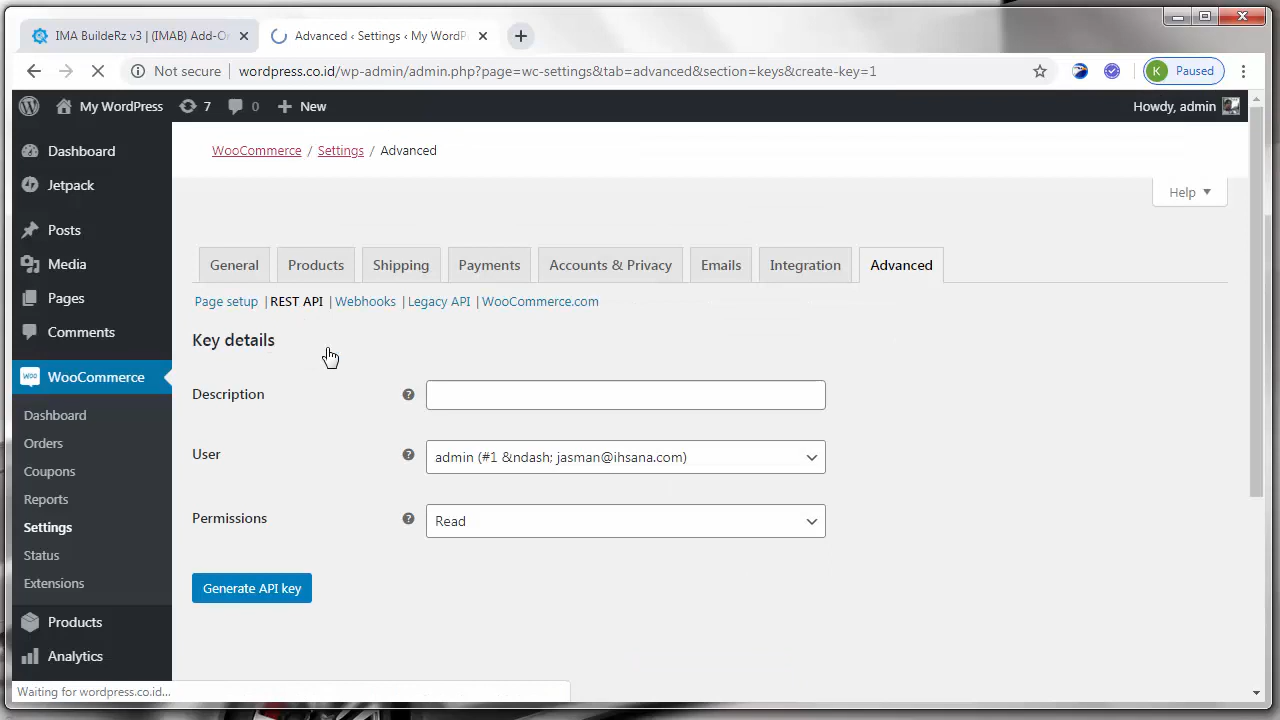 IMA BuildeRz v3 | (IMAB) Add-On
Advanced ‹ Settings ‹ My WordPr
Not secure
wordpress.co.id/wp-admin/admin.php?page=wc-settings&tab=advanced&section=keys&create-key=1
K Paused
My WordPress 7 0 New
Howdy, admin
Dashboard
Jetpack
Posts
Media
Pages
Comments
WooCommerce
Dashboard
Orders
Coupons
Reports
Settings
Status
Extensions
Products
Analytics
WooCommerce / Settings / Advanced
Help
General Products Shipping Payments Accounts & Privacy Emails Integration Advanced
Page setup | REST API | Webhooks | Legacy API | WooCommerce.com
Key details
Description ?
User ? admin (#1 &ndash; jasman@ihsana.com)
Permissions ? Read
Generate API key
Waiting for wordpress.co.id...